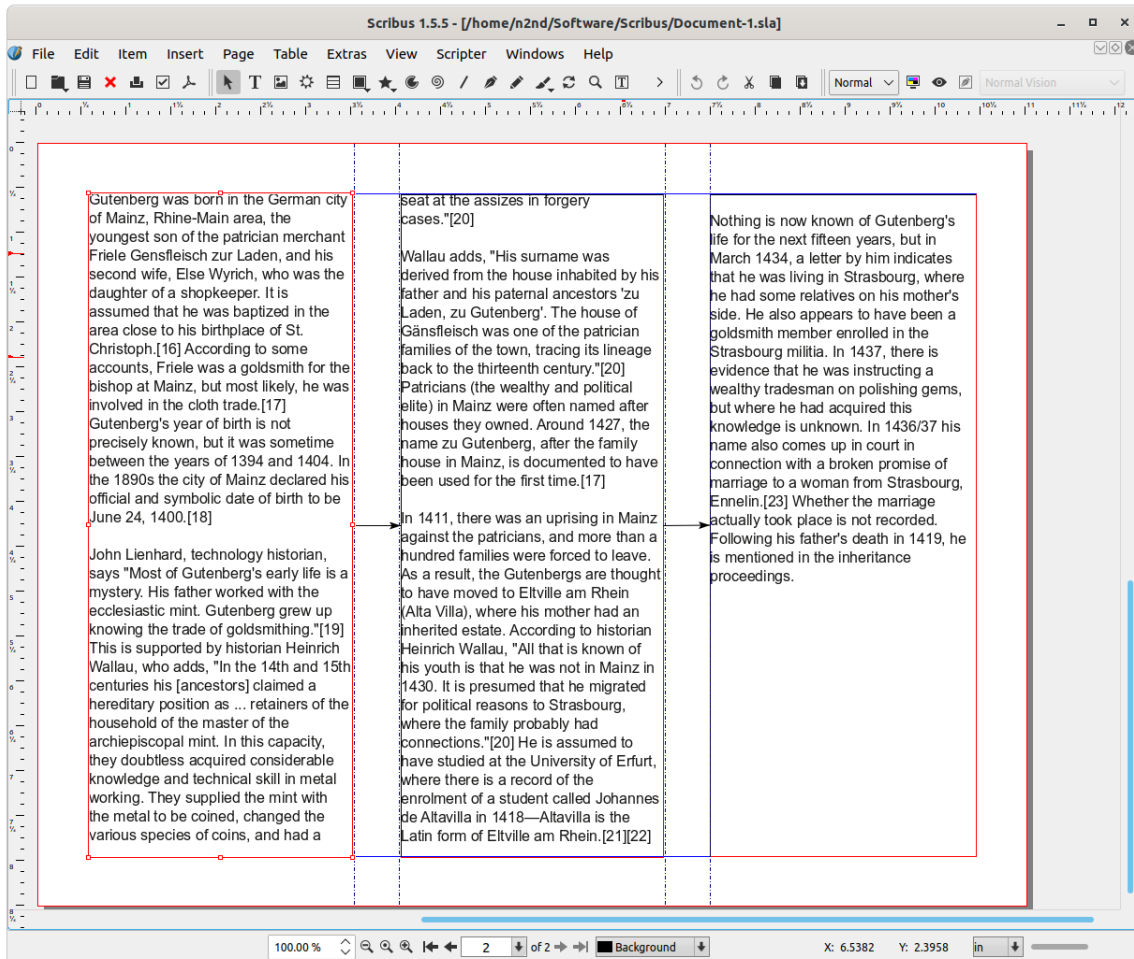 Scribus 1.5.5 - [/home/n2nd/Software/Scribus/Document-1.sla]
File Edit Item Insert Page Table Extras View Scripter Windows Help
Normal Normal Vision
Gutenberg was born in the German city
of Mainz, Rhine-Main area, the
youngest son of the patrician merchant
Friele Gensfleisch zur Laden, and his
second wife, Else Wyrich, who was the
daughter of a shopkeeper. It is
assumed that he was baptized in the
area close to his birthplace of St.
Christoph.[16] According to some
accounts, Friele was a goldsmith for the
bishop at Mainz, but most likely, he was
involved in the cloth trade.[17]
Gutenberg's year of birth is not
precisely known, but it was sometime
between the years of 1394 and 1404. In
the 1890s the city of Mainz declared his
official and symbolic date of birth to be
June 24, 1400.[18]
John Lienhard, technology historian,
says "Most of Gutenberg's early life is a
mystery. His father worked with the
ecclesiastic mint. Gutenberg grew up
knowing the trade of goldsmithing."[19]
This is supported by historian Heinrich
Wallau, who adds, "In the 14th and 15th
centuries his [ancestors] claimed a
hereditary position as ... retainers of the
household of the master of the
archiepiscopal mint. In this capacity,
they doubtless acquired considerable
knowledge and technical skill in metal
working. They supplied the mint with
the metal to be coined, changed the
various species of coins, and had a
seat at the assizes in forgery
cases."[20]
Wallau adds, "His surname was
derived from the house inhabited by his
father and his paternal ancestors 'zu
Laden, zu Gutenberg'. The house of
Gänsfleisch was one of the patrician
families of the town, tracing its lineage
back to the thirteenth century."[20]
Patricians (the wealthy and political
elite) in Mainz were often named after
houses they owned. Around 1427, the
name zu Gutenberg, after the family
house in Mainz, is documented to have
been used for the first time.[17]
In 1411, there was an uprising in Mainz
against the patricians, and more than a
hundred families were forced to leave.
As a result, the Gutenbergs are thought
to have moved to Eltville am Rhein
(Alta Villa), where his mother had an
inherited estate. According to historian
Heinrich Wallau, "All that is known of
his youth is that he was not in Mainz in
1430. It is presumed that he migrated
for political reasons to Strasbourg,
where the family probably had
connections."[20] He is assumed to
have studied at the University of Erfurt,
where there is a record of the
enrolment of a student called Johannes
de Altavilla in 1418—Altavilla is the
Latin form of Eltville am Rhein.[21][22]
Nothing is now known of Gutenberg's
life for the next fifteen years, but in
March 1434, a letter by him indicates
that he was living in Strasbourg, where
he had some relatives on his mother's
side. He also appears to have been a
goldsmith member enrolled in the
Strasbourg militia. In 1437, there is
evidence that he was instructing a
wealthy tradesman on polishing gems,
but where he had acquired this
knowledge is unknown. In 1436/37 his
name also comes up in court in
connection with a broken promise of
marriage to a woman from Strasbourg,
Ennelin.[23] Whether the marriage
actually took place is not recorded.
Following his father's death in 1419, he
is mentioned in the inheritance
proceedings.
100.00 % 2 of 2 Background X: 6.5382 Y: 2.3958 in